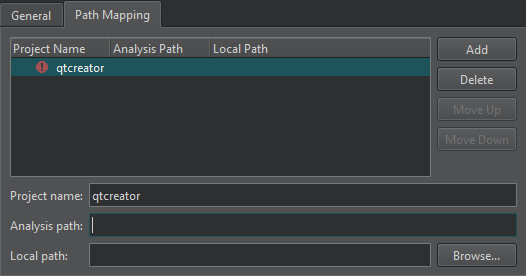 General Path Mapping
Project Name Analysis Path Local Path
qtcreator
Add
Delete
Move Up
Move Down
Project name: qtcreator
Analysis path:
Local path: Browse...